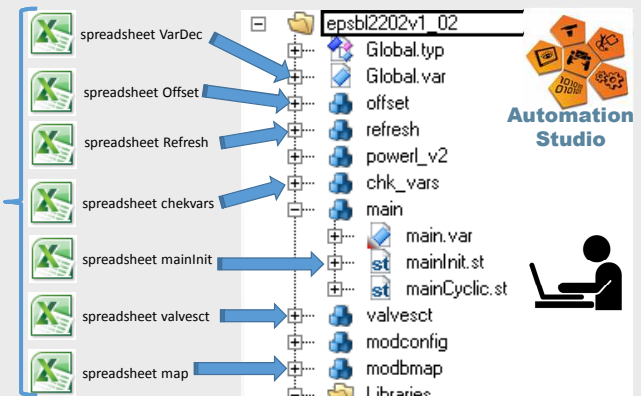 spreadsheet VarDec
spreadsheet Offset
spreadsheet Refresh
spreadsheet chekvars
spreadsheet mainInit
spreadsheet valvesct
spreadsheet map
epsbl2202v1_02
Global.typ
Global.var
offset
refresh
powerl_v2
chk_vars
main
main.var
st mainInit.st
st mainCyclic.st
valvesct
modconfig
modbmap
Libraries
Automation
Studio